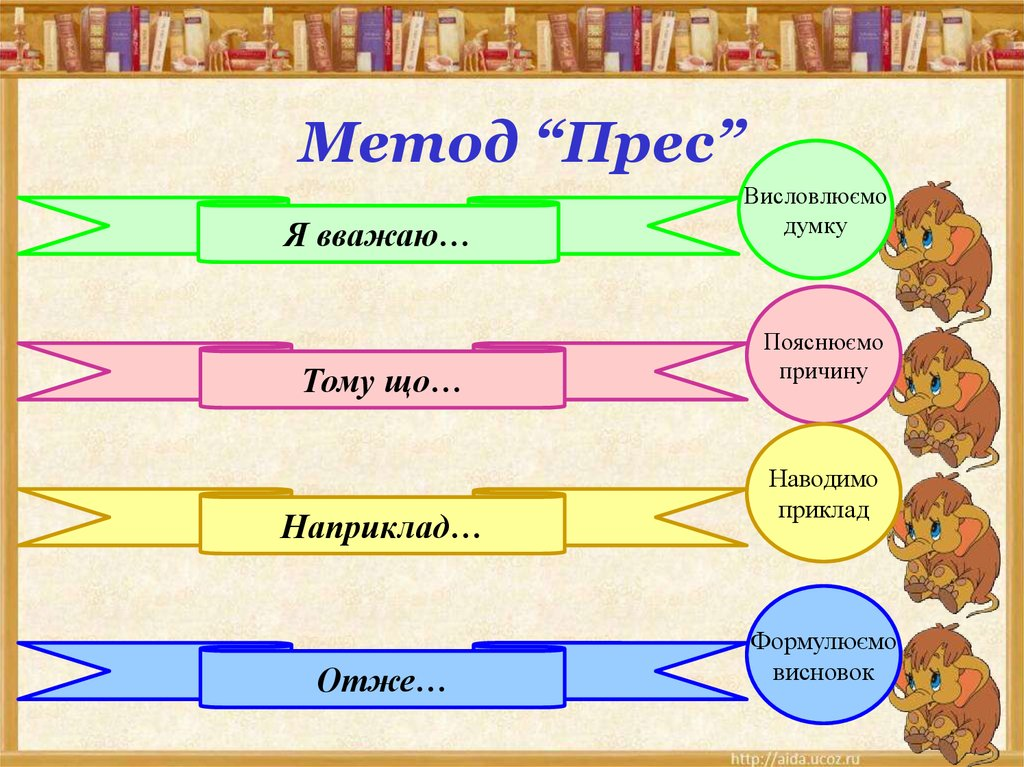 Метод “Прес”
Я вважаю…
Висловлюємо
думку
Тому що…
Пояснюємо
причину
Наприклад…
Наводимо
приклад
Отже…
Формулюємо
висновок
http://aida.ucoz.ru